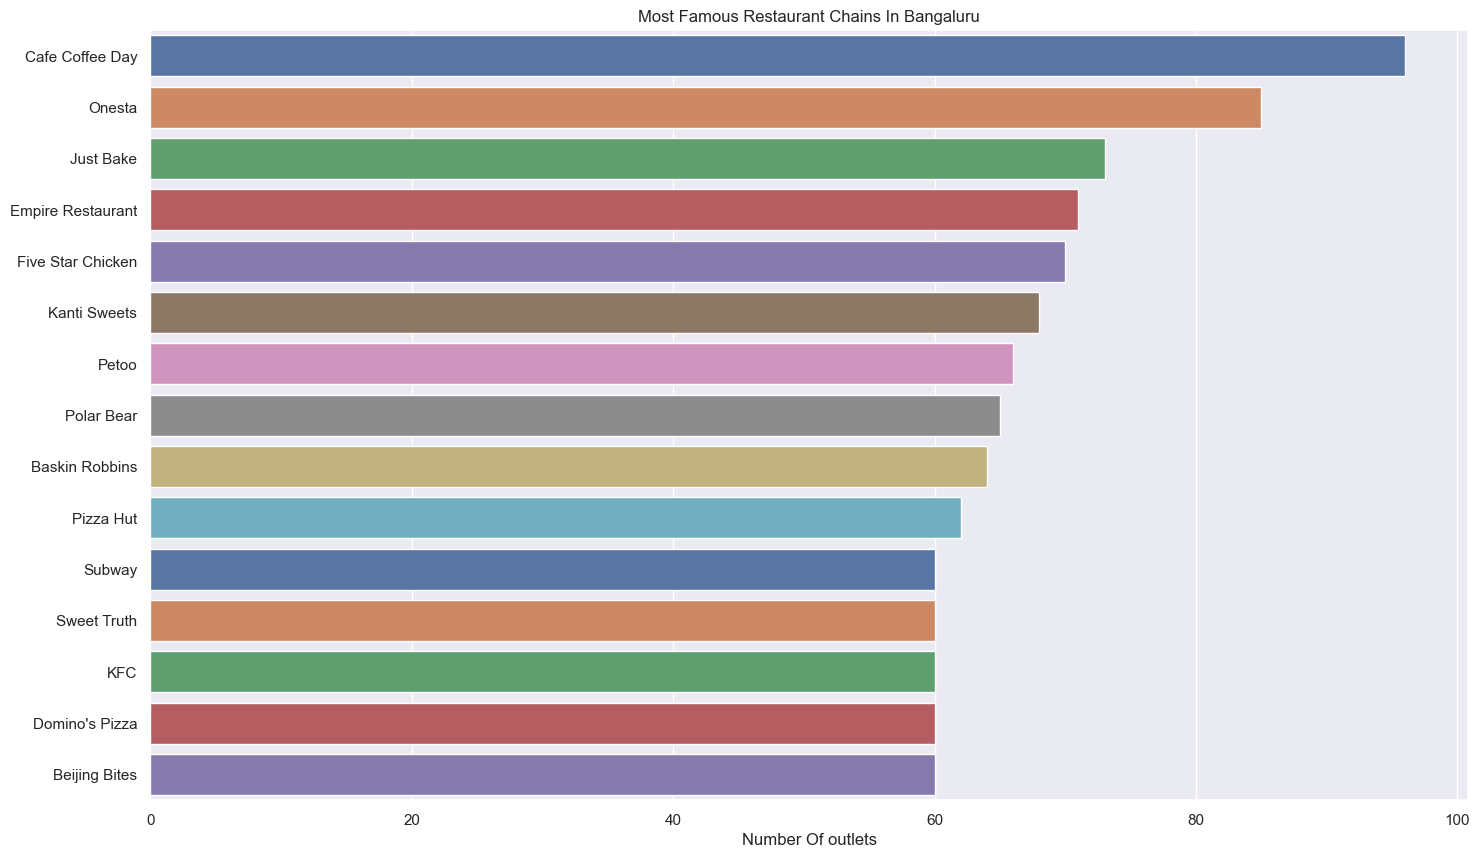 Most Famous Restaurant Chains In Bangaluru
Cafe Coffee Day
Onesta
Just Bake
Empire Restaurant
Five Star Chicken
Kanti Sweets
Petoo
Polar Bear
Baskin Robbins
Pizza Hut
Subway
Sweet Truth
KFC
Domino's Pizza
Beijing Bites
0 20 40 60 80 100
Number Of outlets